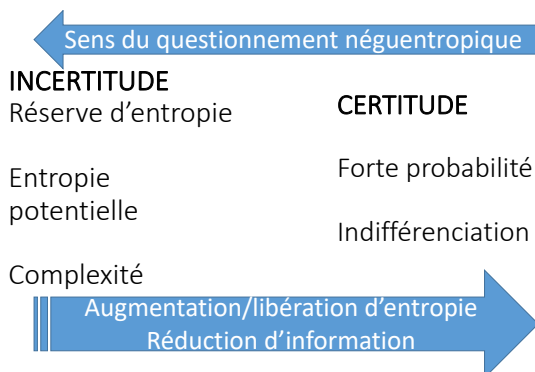 Sens du questionnement néguentropique
INCERTITUDE
Réserve d’entropie
Entropie
potentielle
Complexité
CERTITUDE
Forte probabilité
Indifférenciation
Augmentation/libération d’entropie
Réduction d’information